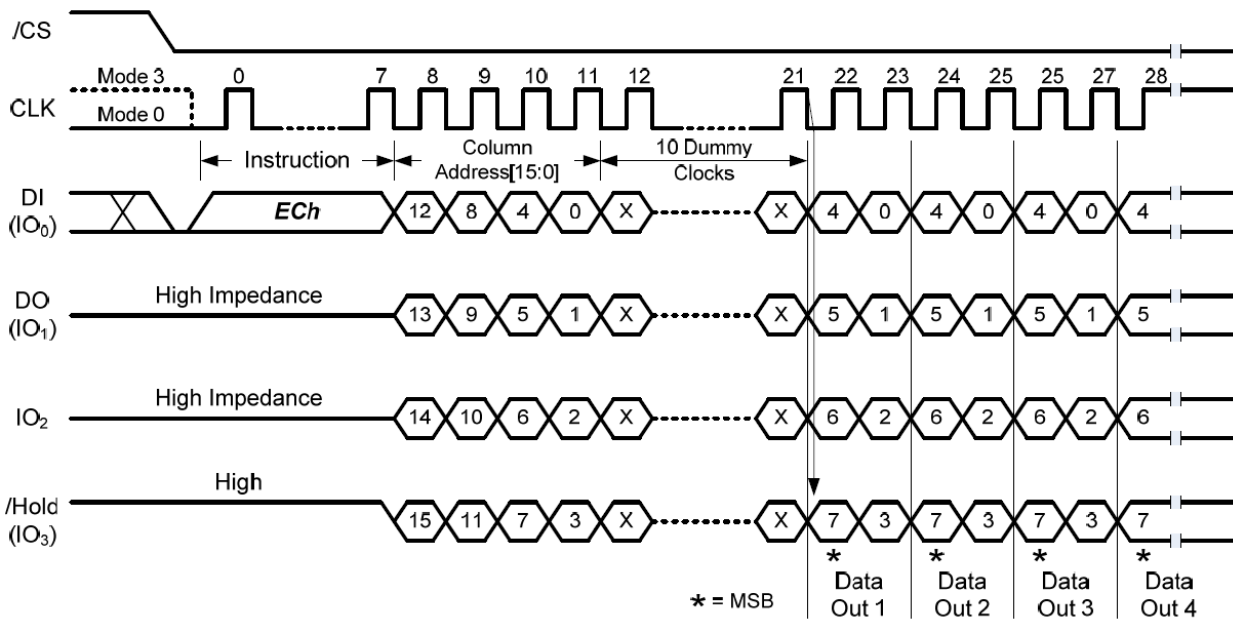 /CS
Mode 3
0 7 8 9 10 11 12 21 22 23 24 25 25 27 28
CLK
Mode 0
Instruction
Column
Address[15:0]
10 Dummy
Clocks
DI
(IO₀)
ECh
12 8 4 0 X X 4 0 4 0 4 0 4
DO
(IO₁)
High Impedance
13 9 5 1 X X 5 1 5 1 5 1 5
IO₂
High Impedance
14 10 6 2 X X 6 2 6 2 6 2 6
/Hold
(IO₃)
High
15 11 7 3 X X 7 3 7 3 7 3 7
* * * *
* = MSB
Data
Out 1
Data
Out 2
Data
Out 3
Data
Out 4